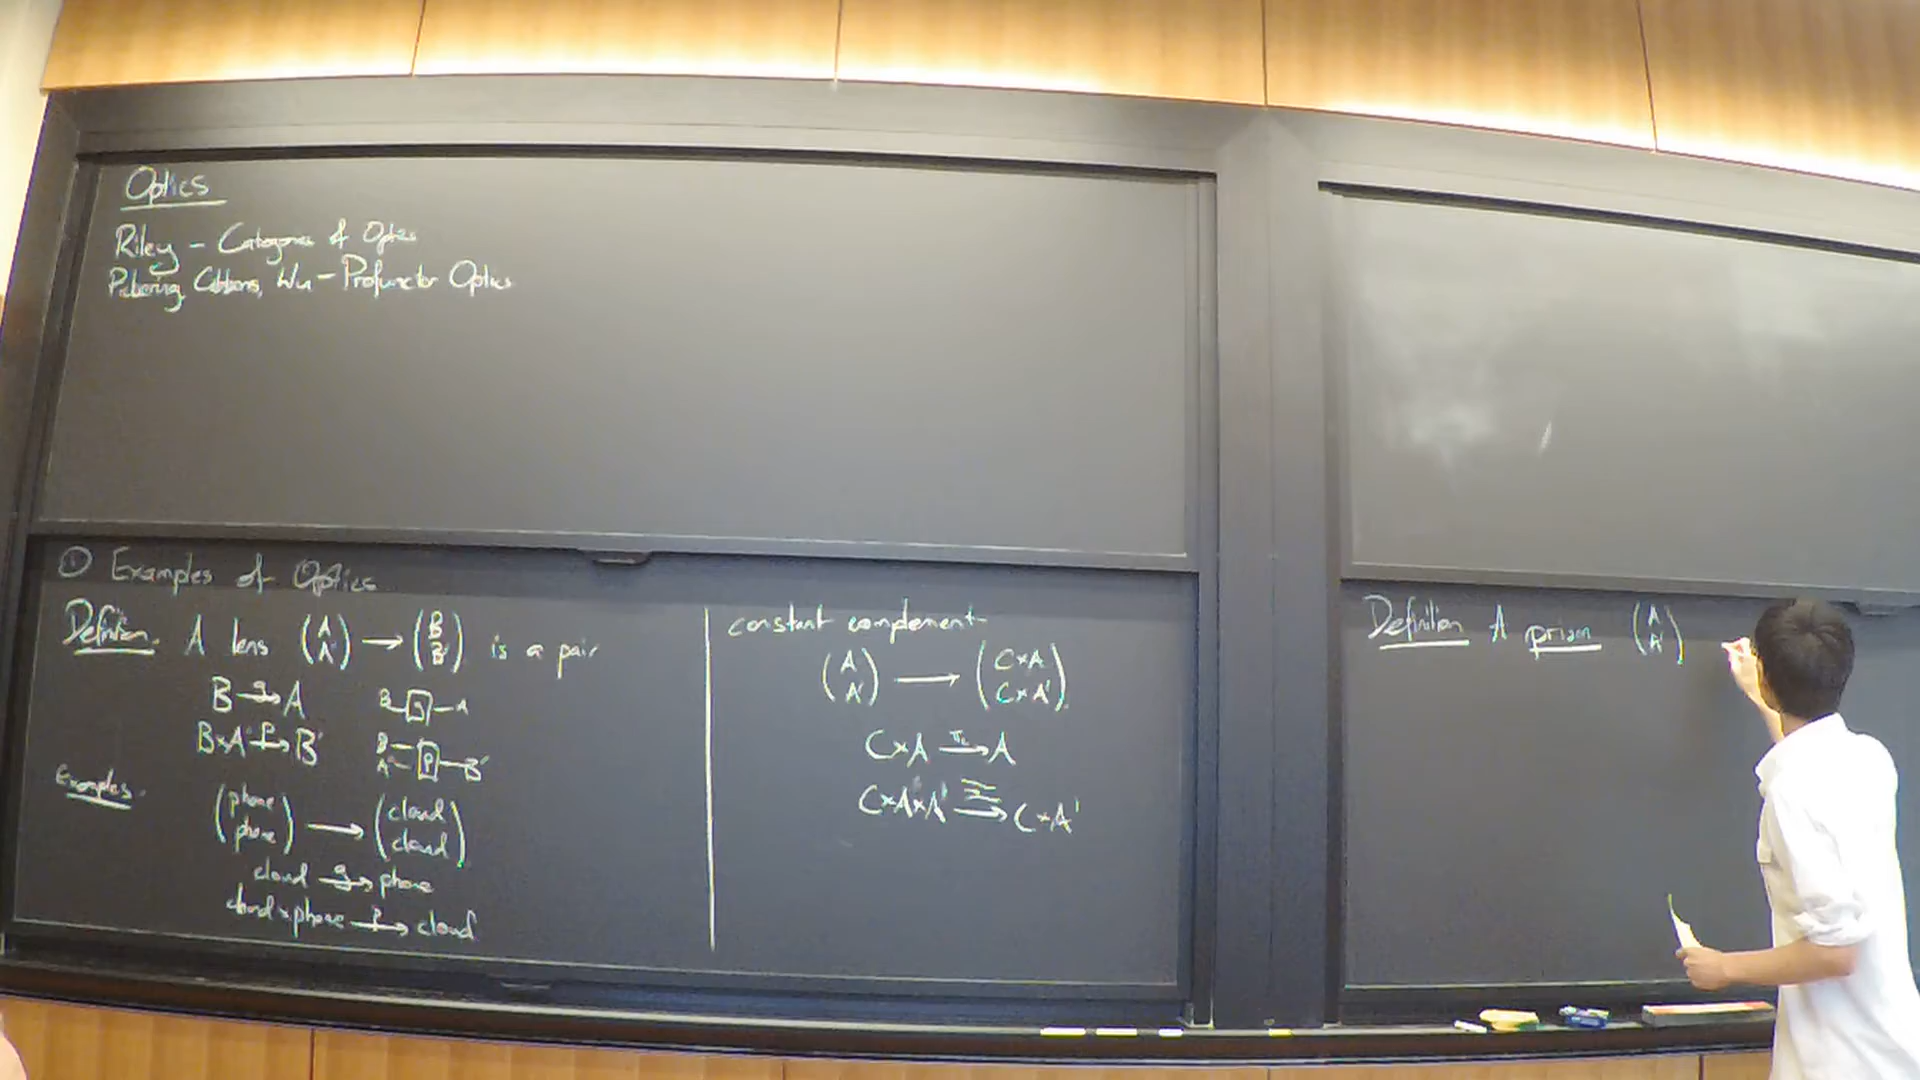 Optics
Riley - Categories of Optics
Pickering, Gibbons, Wu - Profunctor Optics
① Examples of Optics
Definition. A lens (A A') → (B B') is a pair
B -g→ A B - g - A
B×A' -p→ B' B A' - p - B'
Examples.
(phone phone) → (cloud cloud)
cloud -g→ phone
cloud × phone -p→ cloud
constant complement
(A A') → (C×A C×A')
C×A -π₂→ A
C×A×A' → C×A'
Definition A prism (A A')